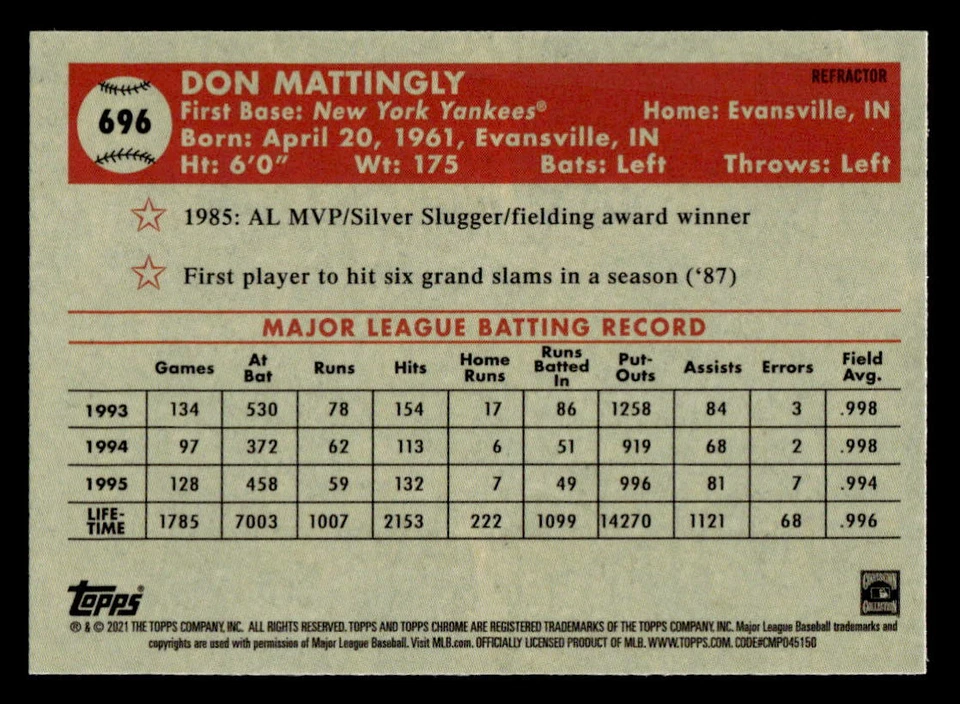 REFRACTOR
696
DON MATTINGLY
First Base: New York Yankees® Home: Evansville, IN
Born: April 20, 1961, Evansville, IN
Ht: 6'0" Wt: 175 Bats: Left Throws: Left
1985: AL MVP/Silver Slugger/fielding award winner
First player to hit six grand slams in a season ('87)
MAJOR LEAGUE BATTING RECORD
Games At Bat Runs Hits Home Runs Runs Batted In Put-Outs Assists Errors Field Avg.
1993 134 530 78 154 17 86 1258 84 3 .998
1994 97 372 62 113 6 51 919 68 2 .998
1995 128 458 59 132 7 49 996 81 7 .994
LIFE-TIME 1785 7003 1007 2153 222 1099 14270 1121 68 .996
Topps®
COOPERSTOWN COLLECTION
® & © 2021 THE TOPPS COMPANY, INC. ALL RIGHTS RESERVED. TOPPS AND TOPPS CHROME ARE REGISTERED TRADEMARKS OF THE TOPPS COMPANY, INC. Major League Baseball trademarks and
copyrights are used with permission of Major League Baseball. Visit MLB.com. OFFICIALLY LICENSED PRODUCT OF MLB. WWW.TOPPS.COM. CODE#CMP045150